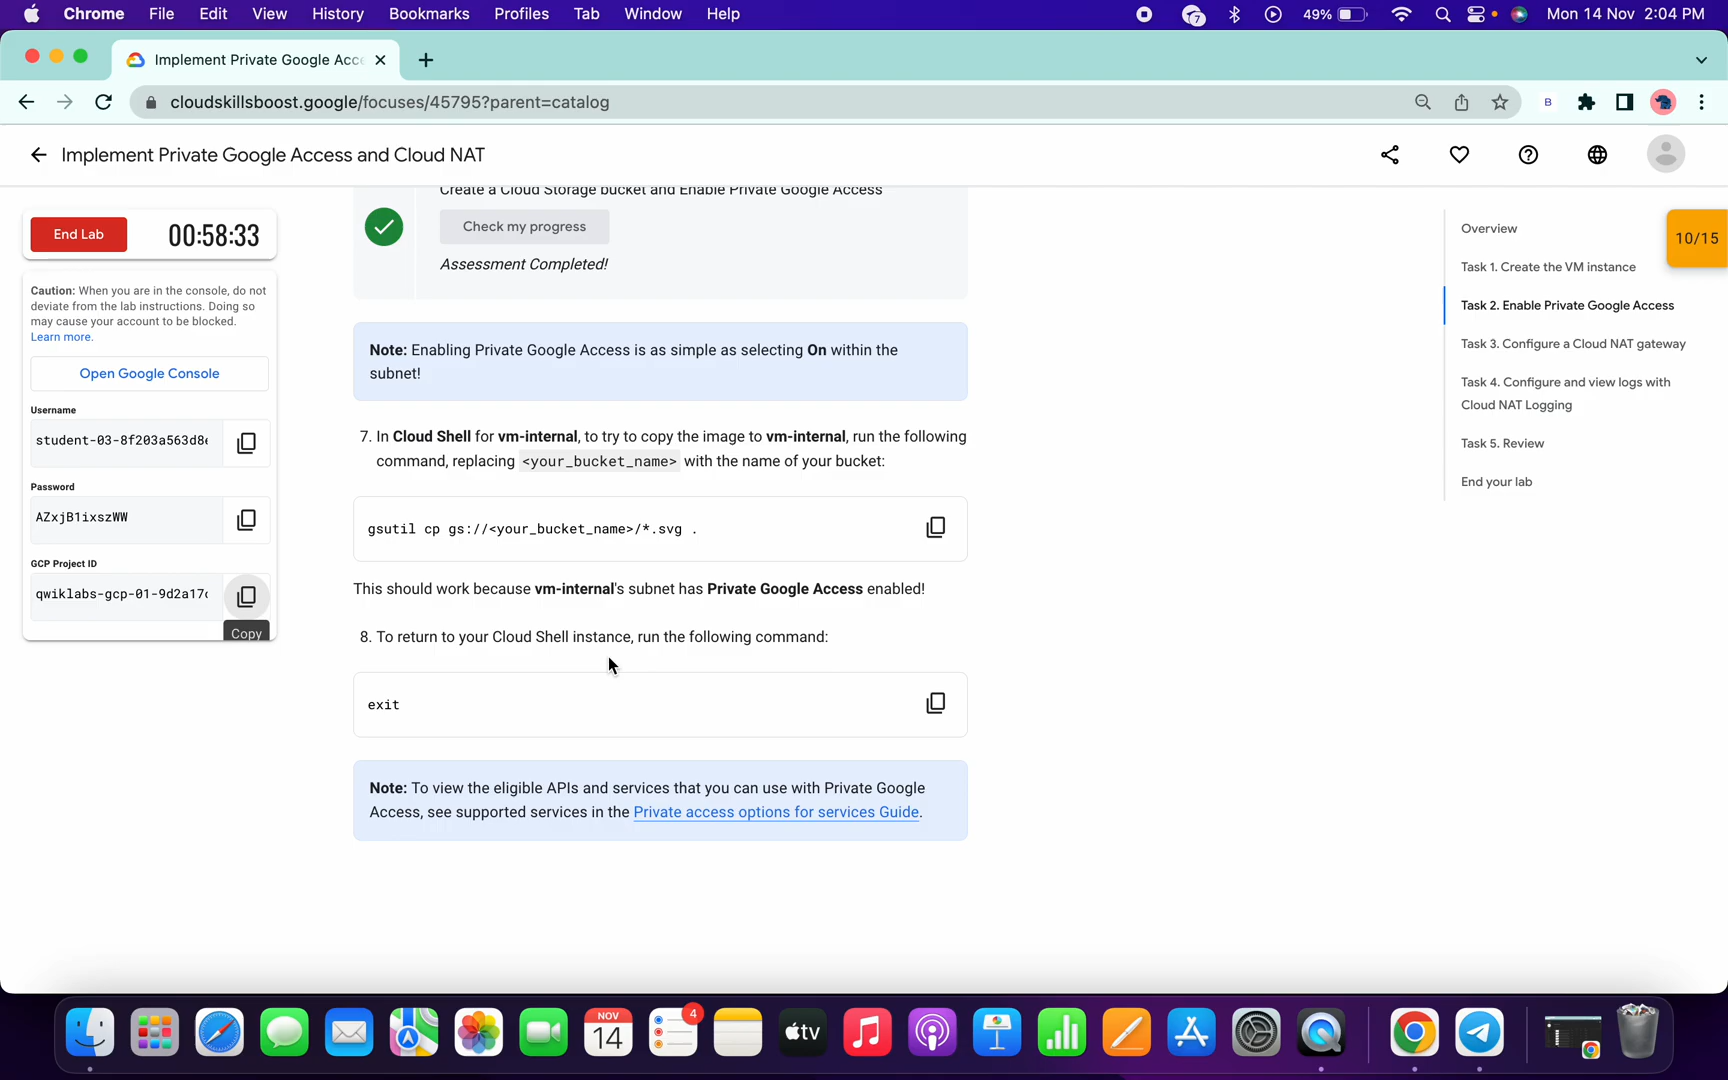 Chrome File Edit View History Bookmarks Profiles Tab Window Help 7 49% Mon 14 Nov 2:04 PM
Implement Private Google Acc
cloudskillsboost.google/focuses/45795?parent=catalog B
Implement Private Google Access and Cloud NAT
End Lab 00:58:33
Caution: When you are in the console, do not
deviate from the lab instructions. Doing so
may cause your account to be blocked.
Learn more.
Open Google Console
Username
student-03-8f203a563d8
Password
AZxjB1ixszWW
GCP Project ID
qwiklabs-gcp-01-9d2a17
Copy
Create a Cloud Storage bucket and Enable Private Google Access
Check my progress
Assessment Completed!
Note: Enabling Private Google Access is as simple as selecting On within the
subnet!
7. In Cloud Shell for vm-internal, to try to copy the image to vm-internal, run the following
command, replacing <your_bucket_name> with the name of your bucket:
gsutil cp gs://<your_bucket_name>/*.svg .
This should work because vm-internal's subnet has Private Google Access enabled!
8. To return to your Cloud Shell instance, run the following command:
exit
Note: To view the eligible APIs and services that you can use with Private Google
Access, see supported services in the Private access options for services Guide.
Overview
Task 1. Create the VM instance
Task 2. Enable Private Google Access
Task 3. Configure a Cloud NAT gateway
Task 4. Configure and view logs with
Cloud NAT Logging
Task 5. Review
End your lab
10/15
NOV
14
4
tv